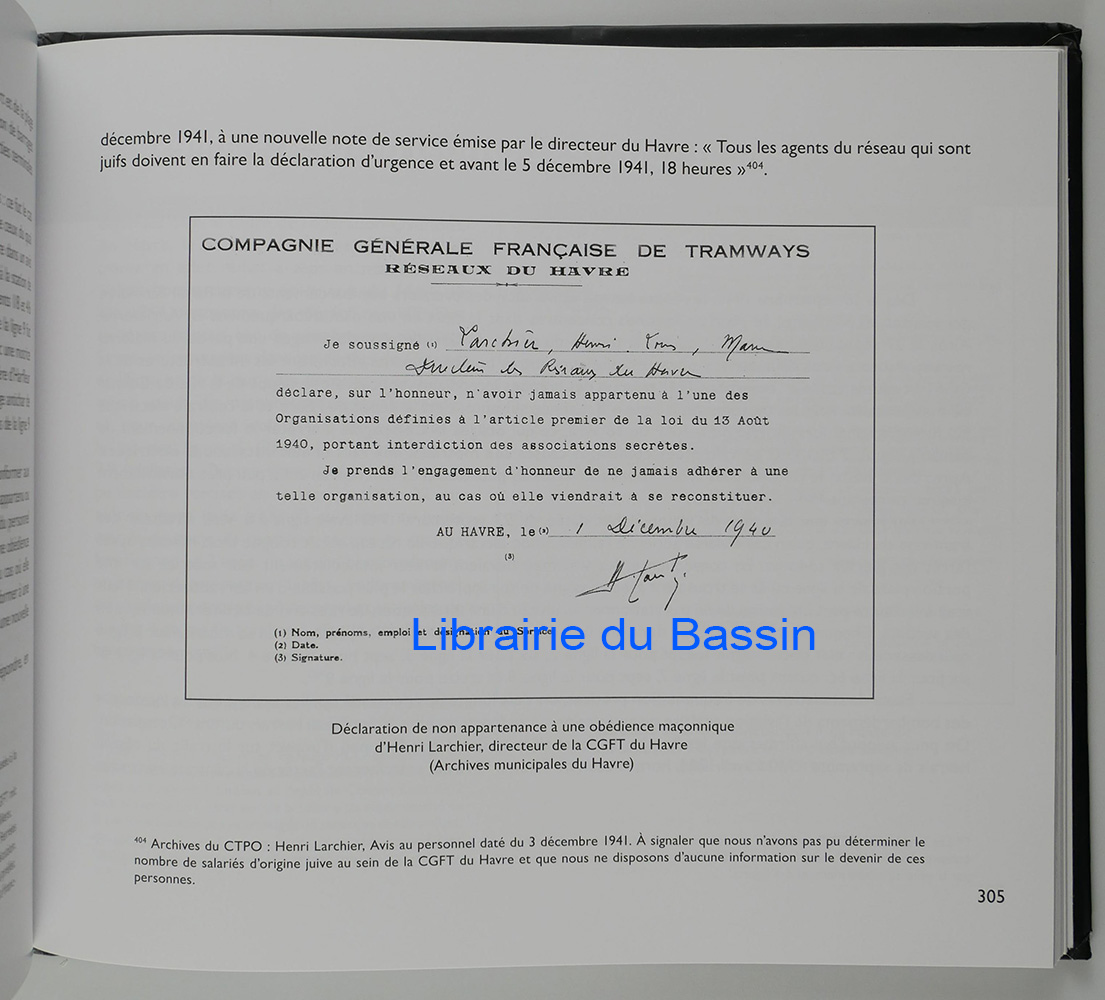 décembre 1941, à une nouvelle note de service émise par le directeur du Havre : « Tous les agents du réseau qui sont
juifs doivent en faire la déclaration d'urgence et avant le 5 décembre 1941, 18 heures »404.
COMPAGNIE GÉNÉRALE FRANÇAISE DE TRAMWAYS
RÉSEAUX DU HAVRE
Je soussigné (1) Larchier, Henri
Directeur des Réseaux du Havre
déclare, sur l'honneur, n'avoir jamais appartenu à l'une des
Organisations définies à l'article premier de la loi du 13 Août
1940, portant interdiction des associations secrètes.
Je prends l'engagement d'honneur de ne jamais adhérer à une
telle organisation, au cas où elle viendrait à se reconstituer.
AU HAVRE, le (2) 1 Décembre 1940
(3)
(1) Nom, prénoms, emploi et désignation du Service
(2) Date.
(3) Signature.
Librairie du Bassin
Déclaration de non appartenance à une obédience maçonnique
d'Henri Larchier, directeur de la CGFT du Havre
(Archives municipales du Havre)
404 Archives du CTPO : Henri Larchier, Avis au personnel daté du 3 décembre 1941. À signaler que nous n'avons pas pu déterminer le
nombre de salariés d'origine juive au sein de la CGFT du Havre et que nous ne disposons d'aucune information sur le devenir de ces
personnes.
305